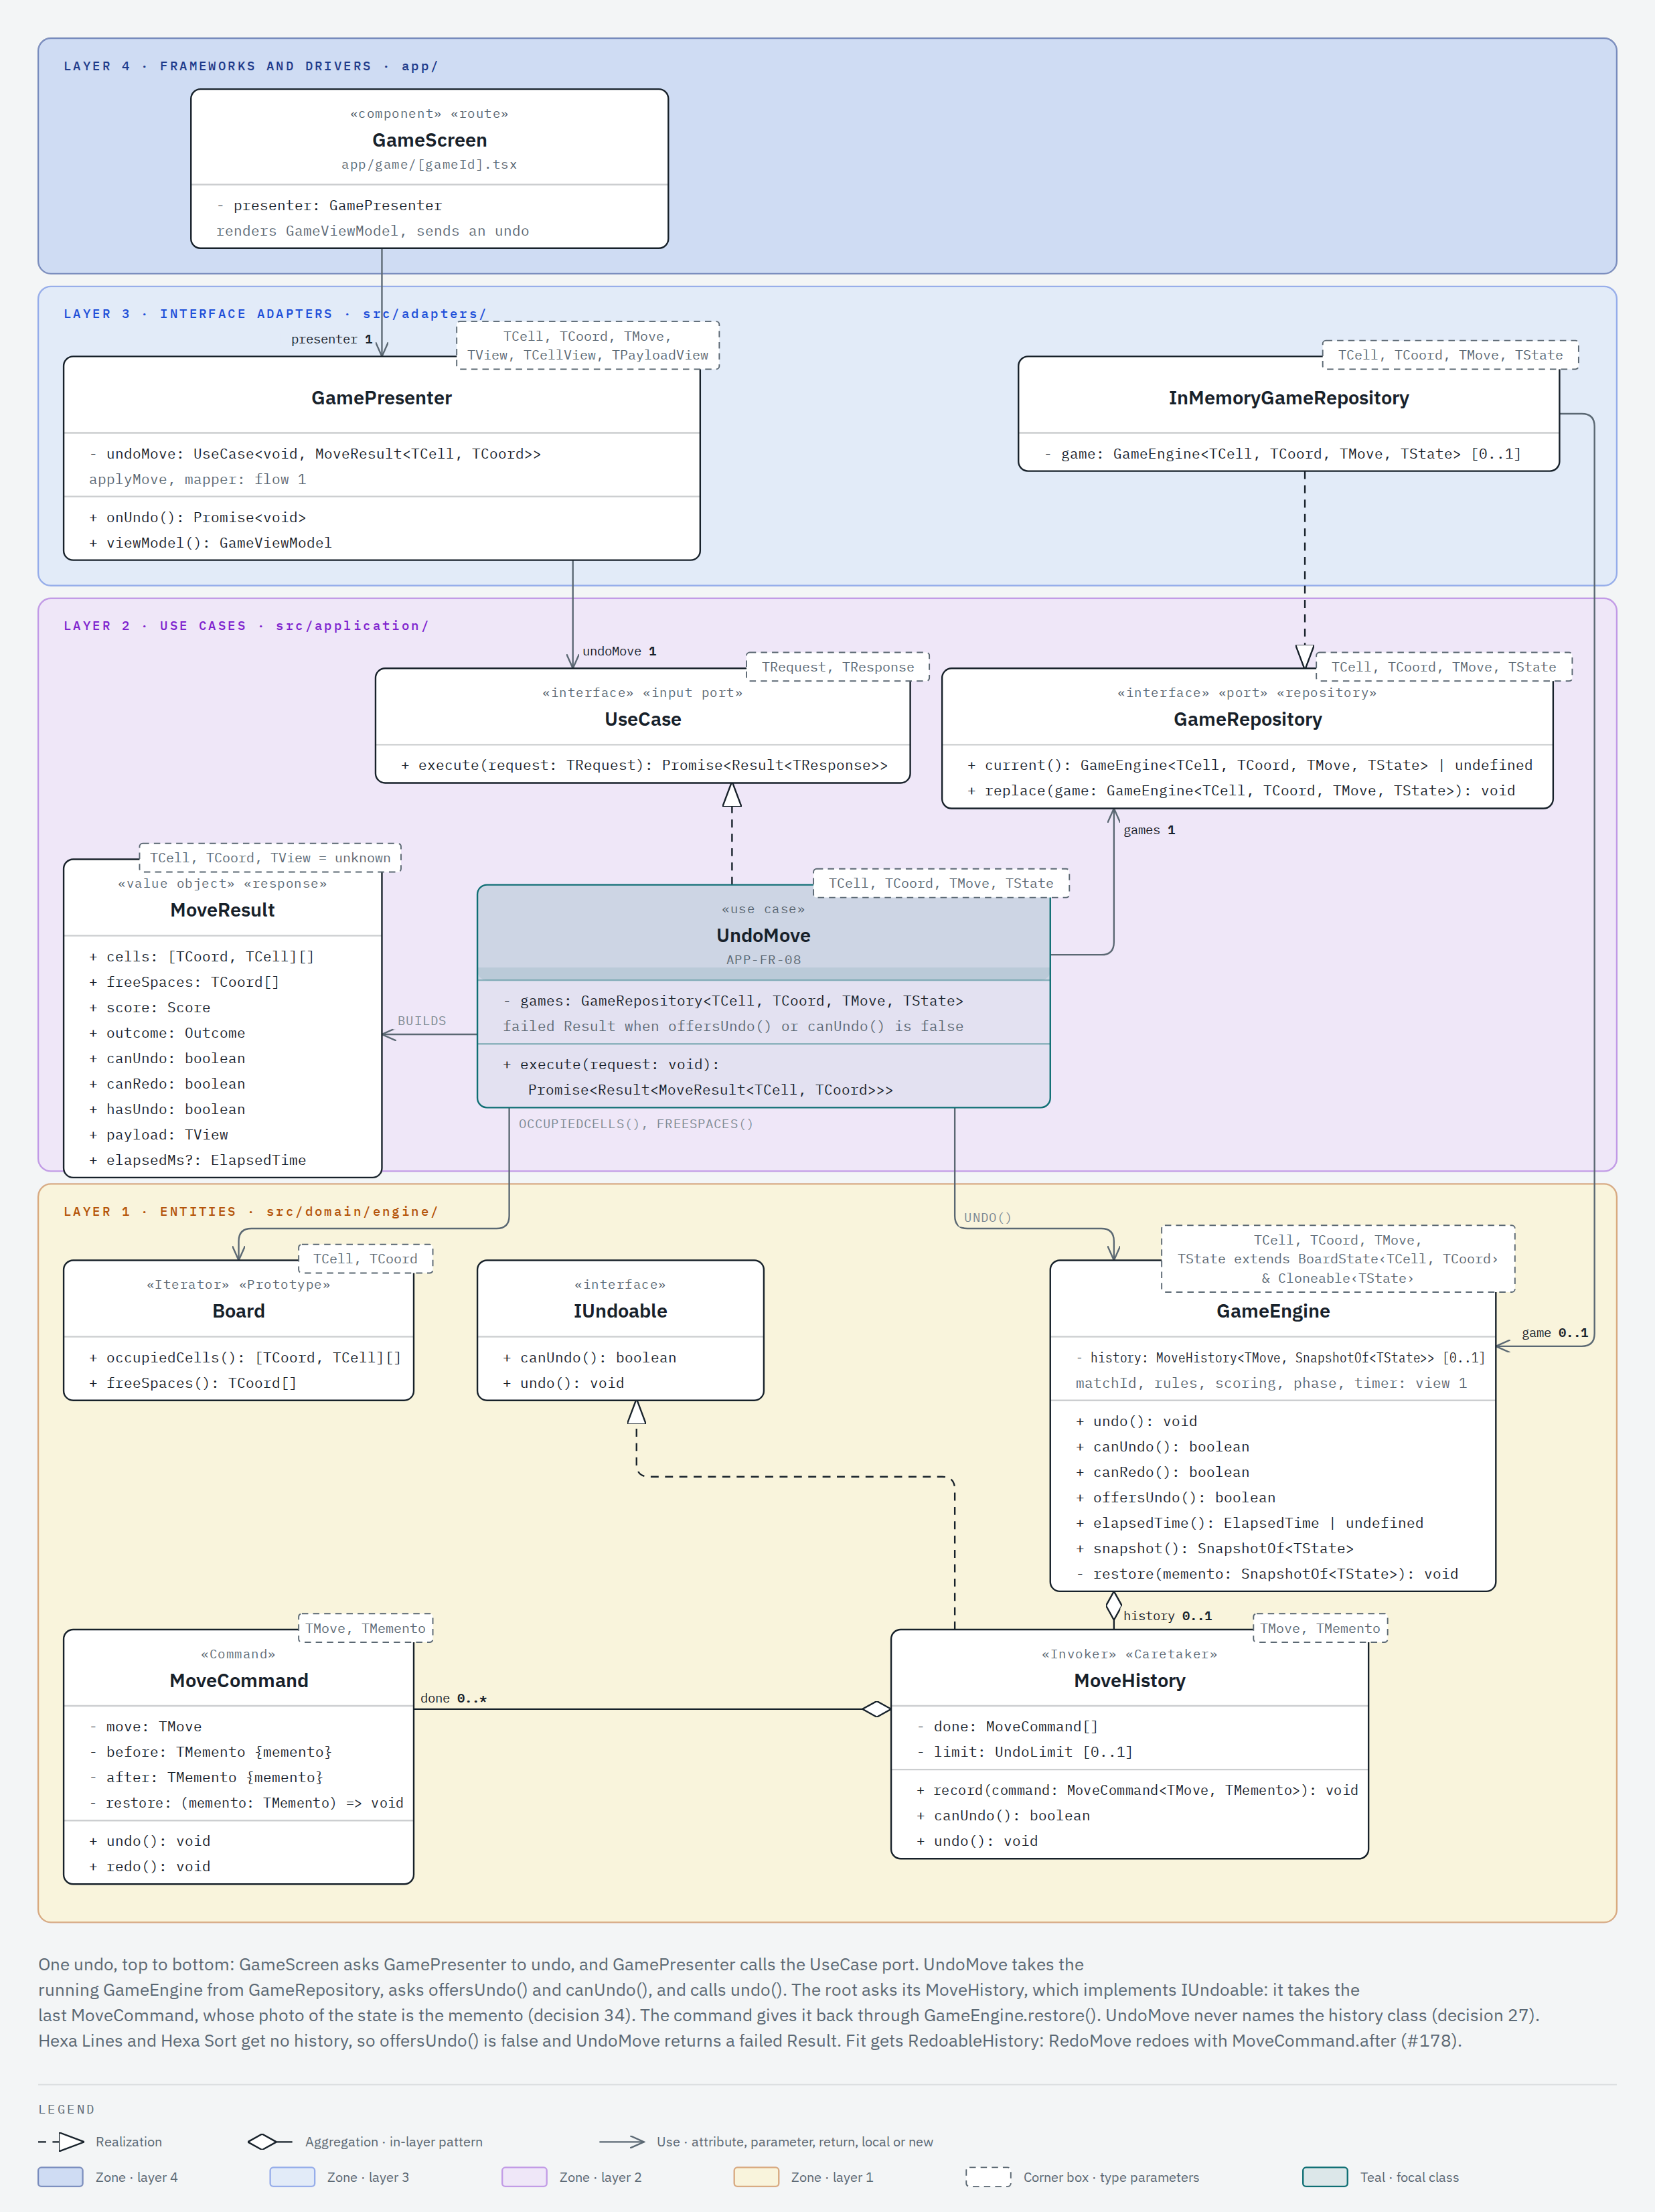 LAYER 4 · FRAMEWORKS AND DRIVERS · app/
«component» «route»
GameScreen
app/game/[gameId].tsx
- presenter: GamePresenter
renders GameViewModel, sends an undo
LAYER 3 · INTERFACE ADAPTERS · src/adapters/
presenter 1
TCell, TCoord, TMove,
TView, TCellView, TPayloadView
GamePresenter
- undoMove: UseCase<void, MoveResult<TCell, TCoord>>
applyMove, mapper: flow 1
+ onUndo(): Promise<void>
+ viewModel(): GameViewModel
TCell, TCoord, TMove, TState
InMemoryGameRepository
- game: GameEngine<TCell, TCoord, TMove, TState> [0..1]
LAYER 2 · USE CASES · src/application/
undoMove 1
TRequest, TResponse
«interface» «input port»
UseCase
+ execute(request: TRequest): Promise<Result<TResponse>>
TCell, TCoord, TMove, TState
«interface» «port» «repository»
GameRepository
+ current(): GameEngine<TCell, TCoord, TMove, TState> | undefined
+ replace(game: GameEngine<TCell, TCoord, TMove, TState>): void
games 1
TCell, TCoord, TView = unknown
«value object» «response»
MoveResult
+ cells: [TCoord, TCell][]
+ freeSpaces: TCoord[]
+ score: Score
+ outcome: Outcome
+ canUndo: boolean
+ canRedo: boolean
+ hasUndo: boolean
+ payload: TView
+ elapsedMs?: ElapsedTime
BUILDS
TCell, TCoord, TMove, TState
«use case»
UndoMove
APP-FR-08
- games: GameRepository<TCell, TCoord, TMove, TState>
failed Result when offersUndo() or canUndo() is false
+ execute(request: void):
Promise<Result<MoveResult<TCell, TCoord>>>
OCCUPIEDCELLS(), FREESPACES()
LAYER 1 · ENTITIES · src/domain/engine/
UNDO()
TCell, TCoord
«Iterator» «Prototype»
Board
+ occupiedCells(): [TCoord, TCell][]
+ freeSpaces(): TCoord[]
«interface»
IUndoable
+ canUndo(): boolean
+ undo(): void
TCell, TCoord, TMove,
TState extends BoardState‹TCell, TCoord›
& Cloneable‹TState›
GameEngine
game 0..1
- history: MoveHistory<TMove, SnapshotOf<TState>> [0..1]
matchId, rules, scoring, phase, timer: view 1
+ undo(): void
+ canUndo(): boolean
+ canRedo(): boolean
+ offersUndo(): boolean
+ elapsedTime(): ElapsedTime | undefined
+ snapshot(): SnapshotOf<TState>
- restore(memento: SnapshotOf<TState>): void
history 0..1
TMove, TMemento
«Command»
MoveCommand
- move: TMove
- before: TMemento {memento}
- after: TMemento {memento}
- restore: (memento: TMemento) => void
+ undo(): void
+ redo(): void
done 0..*
TMove, TMemento
«Invoker» «Caretaker»
MoveHistory
- done: MoveCommand[]
- limit: UndoLimit [0..1]
+ record(command: MoveCommand<TMove, TMemento>): void
+ canUndo(): boolean
+ undo(): void
One undo, top to bottom: GameScreen asks GamePresenter to undo, and GamePresenter calls the UseCase port. UndoMove takes the
running GameEngine from GameRepository, asks offersUndo() and canUndo(), and calls undo(). The root asks its MoveHistory, which implements IUndoable: it takes the
last MoveCommand, whose photo of the state is the memento (decision 34). The command gives it back through GameEngine.restore(). UndoMove never names the history class (decision 27).
Hexa Lines and Hexa Sort get no history, so offersUndo() is false and UndoMove returns a failed Result. Fit gets RedoableHistory: RedoMove redoes with MoveCommand.after (#178).
LEGEND
Realization
Aggregation · in-layer pattern
Use · attribute, parameter, return, local or new
Zone · layer 4
Zone · layer 3
Zone · layer 2
Zone · layer 1
Corner box · type parameters
Teal · focal class